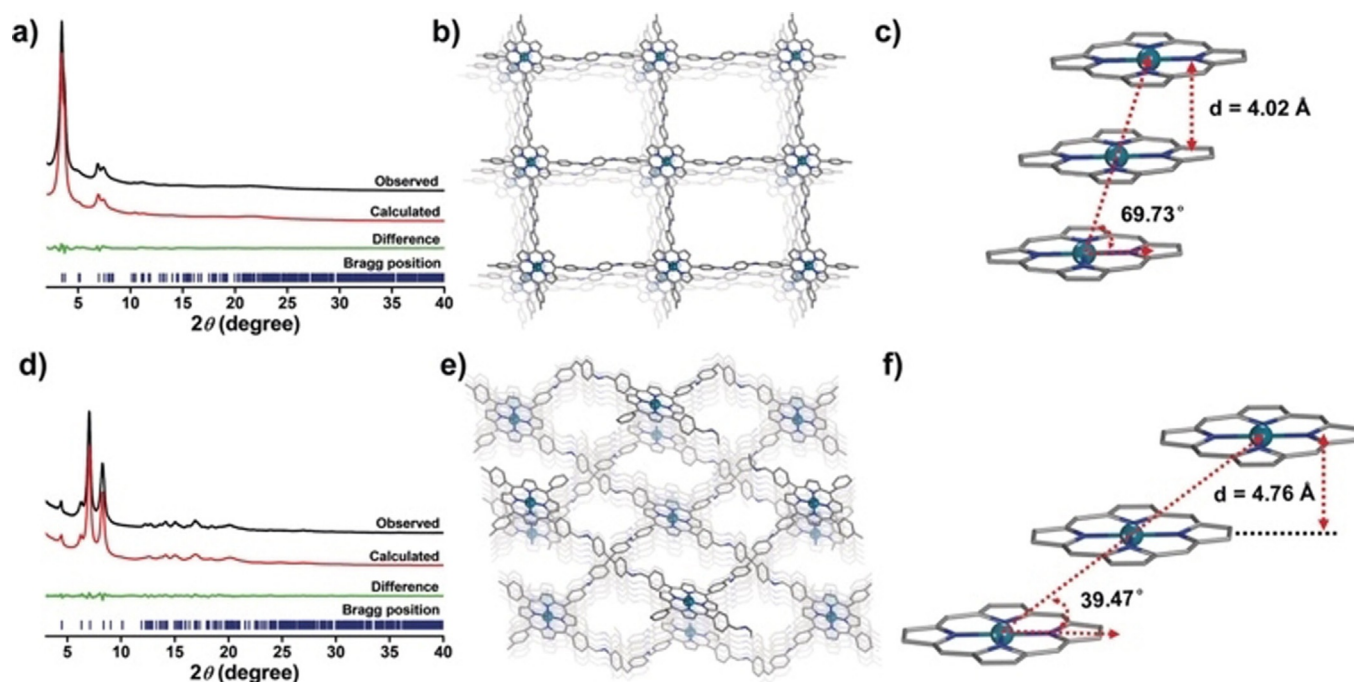 a)
Observed
Calculated
Difference
Bragg position
5 10 15 20 25 30 35 40
2θ (degree)
b)
c)
d = 4.02 Å
69.73°
d)
Observed
Calculated
Difference
Bragg position
5 10 15 20 25 30 35 40
2θ (degree)
e)
f)
d = 4.76 Å
39.47°